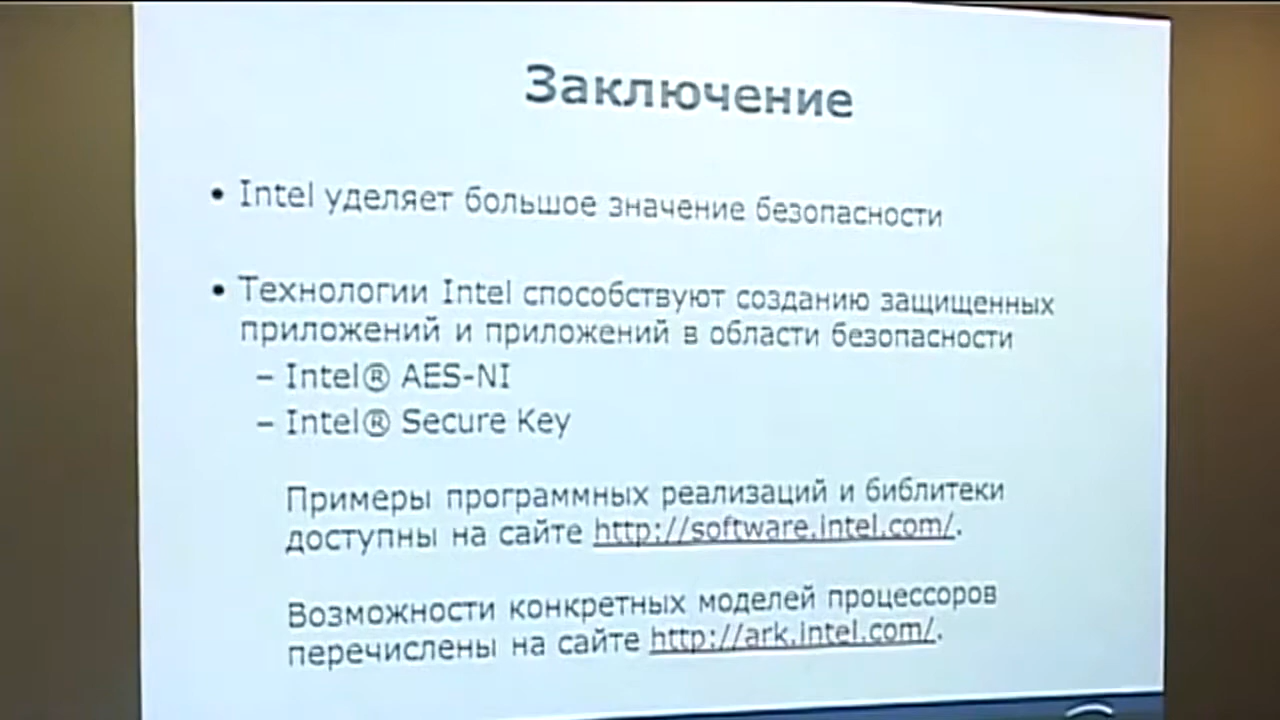 Заключение
• Intel уделяет большое значение безопасности
• Технологии Intel способствуют созданию защищенных
приложений и приложений в области безопасности
– Intel® AES-NI
– Intel® Secure Key
Примеры программных реализаций и библитеки
доступны на сайте http://software.intel.com/.
Возможности конкретных моделей процессоров
перечислены на сайте http://ark.intel.com/.